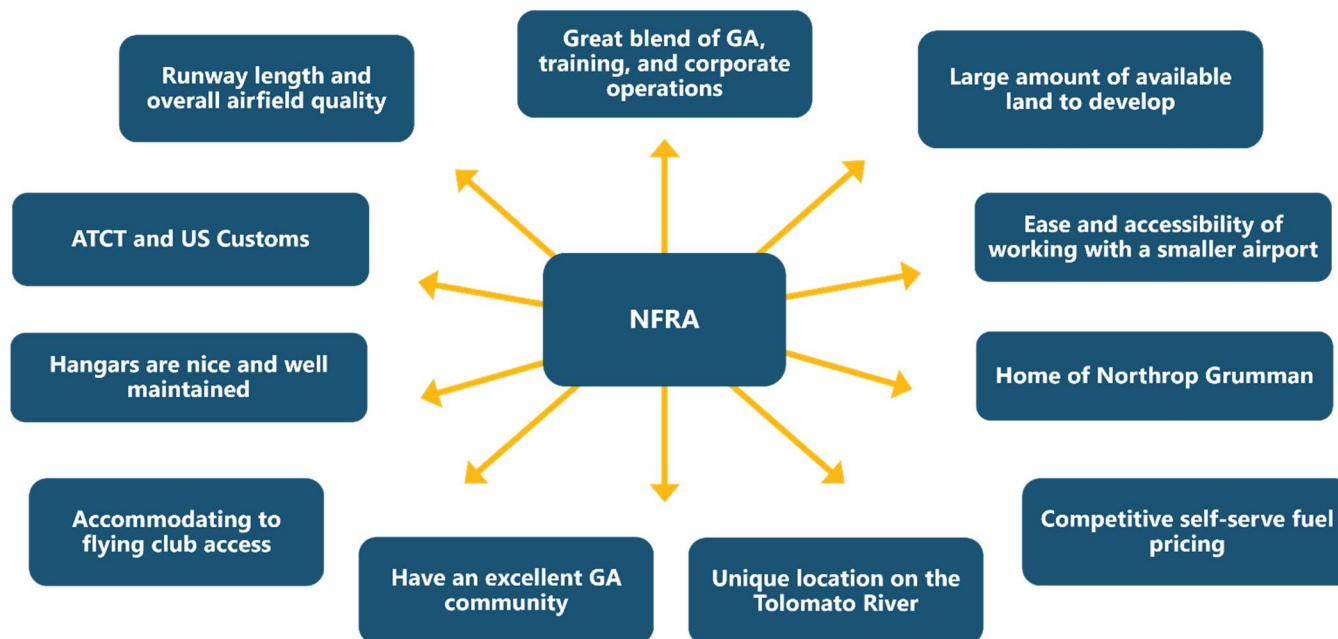 Great blend of GA,
training, and corporate
operations
Runway length and
overall airfield quality
Large amount of available
land to develop
ATCT and US Customs
Ease and accessibility of
working with a smaller airport
NFRA
Hangars are nice and well
maintained
Home of Northrop Grumman
Accommodating to
flying club access
Competitive self-serve fuel
pricing
Have an excellent GA
community
Unique location on the
Tolomato River